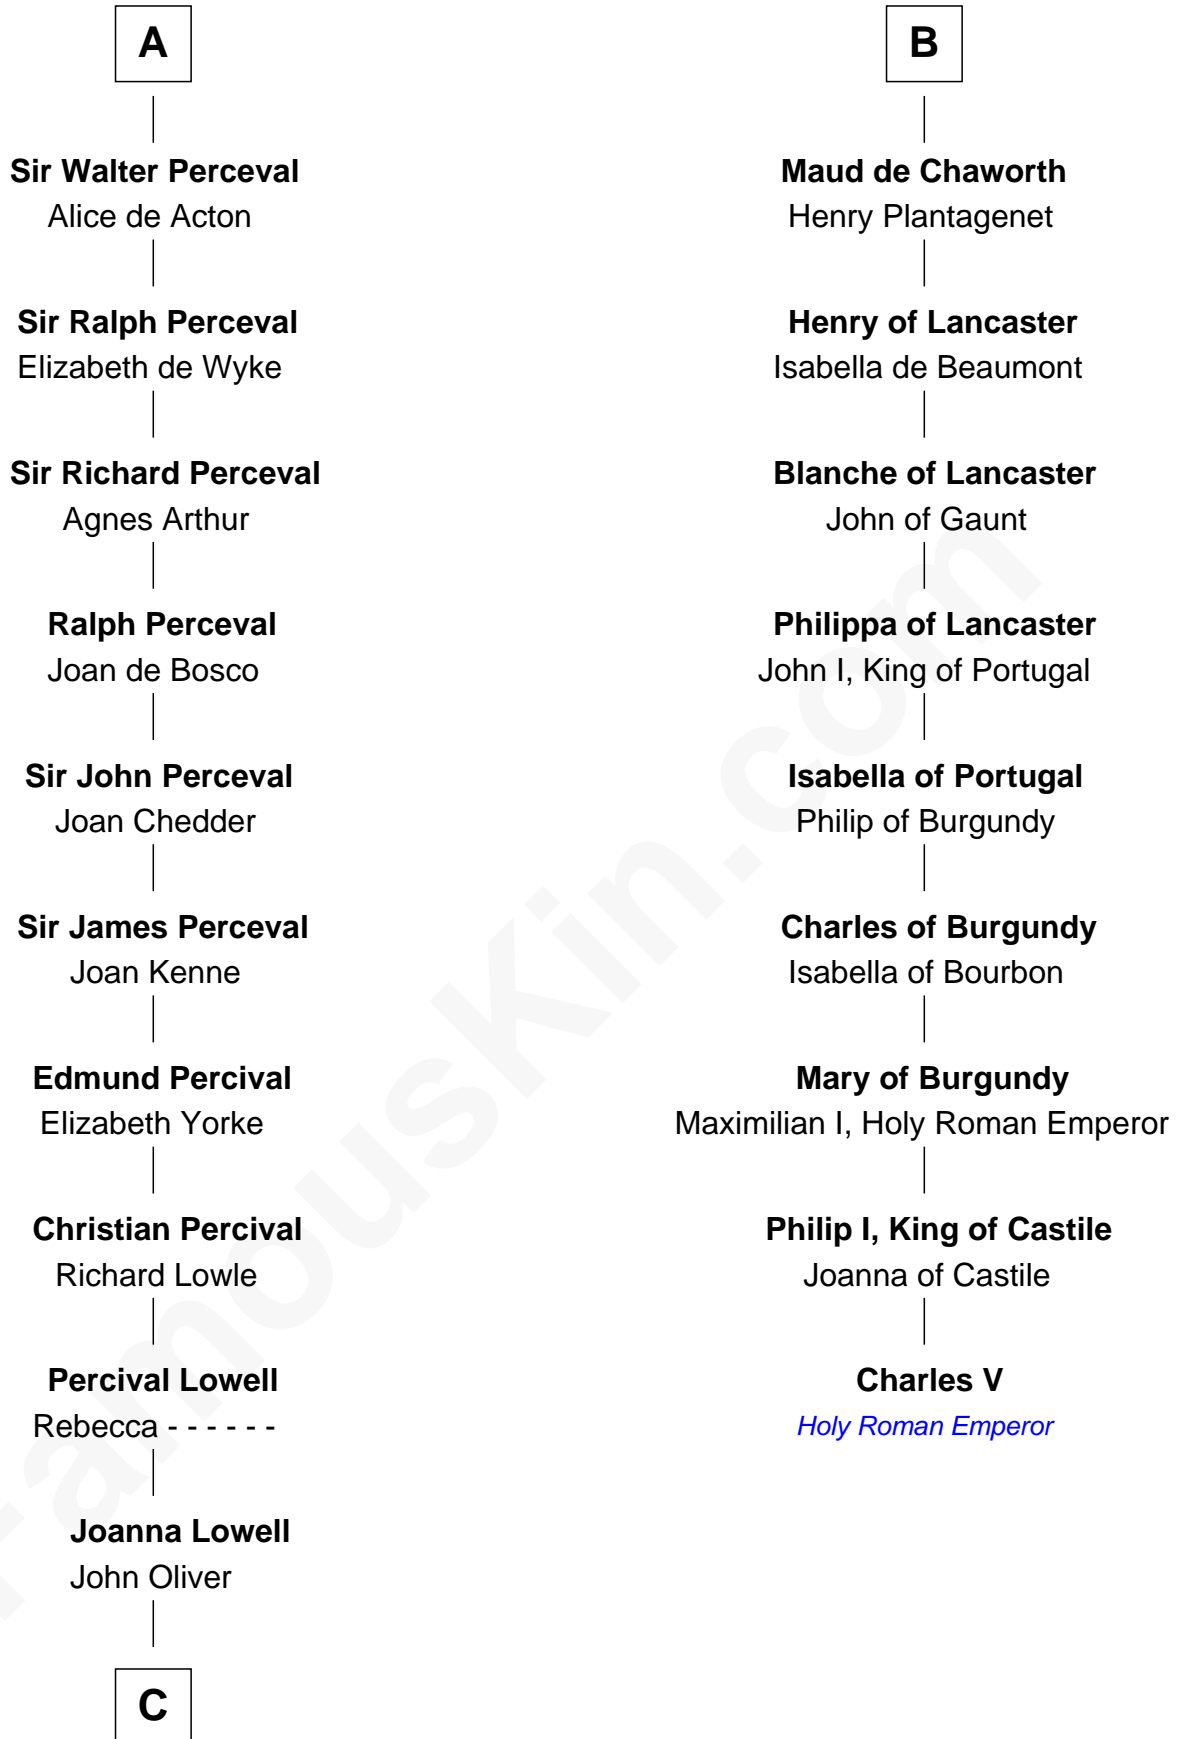 A
Sir Walter Perceval
Alice de Acton
Sir Ralph Perceval
Elizabeth de Wyke
Sir Richard Perceval
Agnes Arthur
Ralph Perceval
Joan de Bosco
Sir John Perceval
Joan Chedder
Sir James Perceval
Joan Kenne
Edmund Percival
Elizabeth Yorke
Christian Percival
Richard Lowle
Percival Lowell
Rebecca - - - - - -
Joanna Lowell
John Oliver
C
B
Maud de Chaworth
Henry Plantagenet
Henry of Lancaster
Isabella de Beaumont
Blanche of Lancaster
John of Gaunt
Philippa of Lancaster
John I, King of Portugal
Isabella of Portugal
Philip of Burgundy
Charles of Burgundy
Isabella of Bourbon
Mary of Burgundy
Maximilian I, Holy Roman Emperor
Philip I, King of Castile
Joanna of Castile
Charles V
Holy Roman Emperor
FamousKin.com